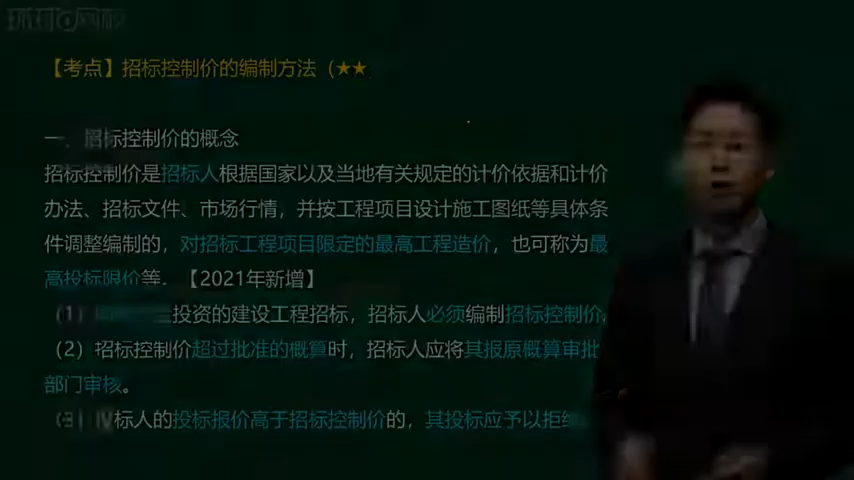 环球网校
【考点】招标控制价的编制方法（★★
一、招标控制价的概念
招标控制价是招标人根据国家以及当地有关规定的计价依据和计价
办法、招标文件、市场行情，并按工程项目设计施工图纸等具体条
件调整编制的，对招标工程项目限定的最高工程造价，也可称为最
高投标限价等。【2021年新增】
（1）投资的建设工程招标，招标人必须编制招标控制价.
（2）招标控制价超过批准的概算时，招标人应将其报原概算审批
部门审核。
（3）标人的投标报价高于招标控制价的，其投标应予以拒绝